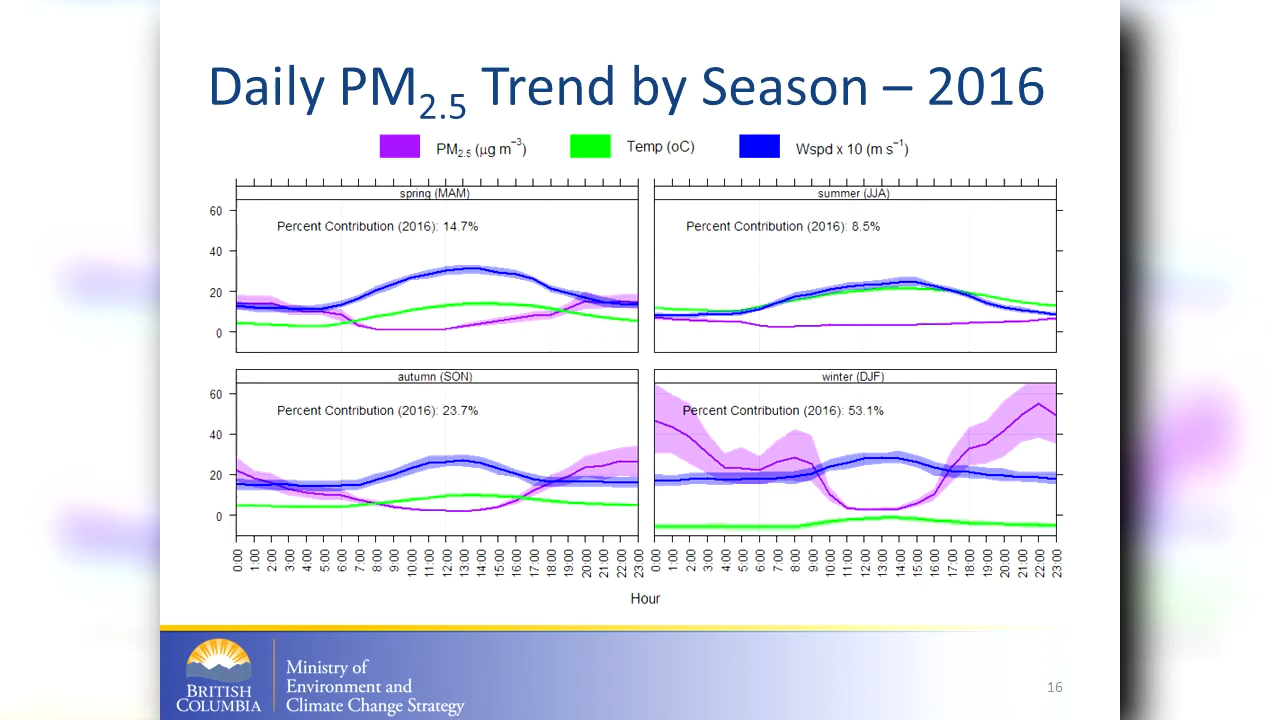 Daily PM2.5 Trend by Season – 2016
PM2.5 (μg m−3) Temp (oC) Wspd x 10 (m s−1)
spring (MAM) summer (JJA)
Percent Contribution (2016): 14.7% Percent Contribution (2016): 8.5%
60
40
20
0
autumn (SON) winter (DJF)
Percent Contribution (2016): 23.7% Percent Contribution (2016): 53.1%
60
40
20
0
0:00 1:00 2:00 3:00 4:00 5:00 6:00 7:00 8:00 9:00 10:00 11:00 12:00 13:00 14:00 15:00 16:00 17:00 18:00 19:00 20:00 21:00 22:00 23:00 0:00 1:00 2:00 3:00 4:00 5:00 6:00 7:00 8:00 9:00 10:00 11:00 12:00 13:00 14:00 15:00 16:00 17:00 18:00 19:00 20:00 21:00 22:00 23:00
Hour
BRITISH
COLUMBIA
Ministry of
Environment and
Climate Change Strategy
16